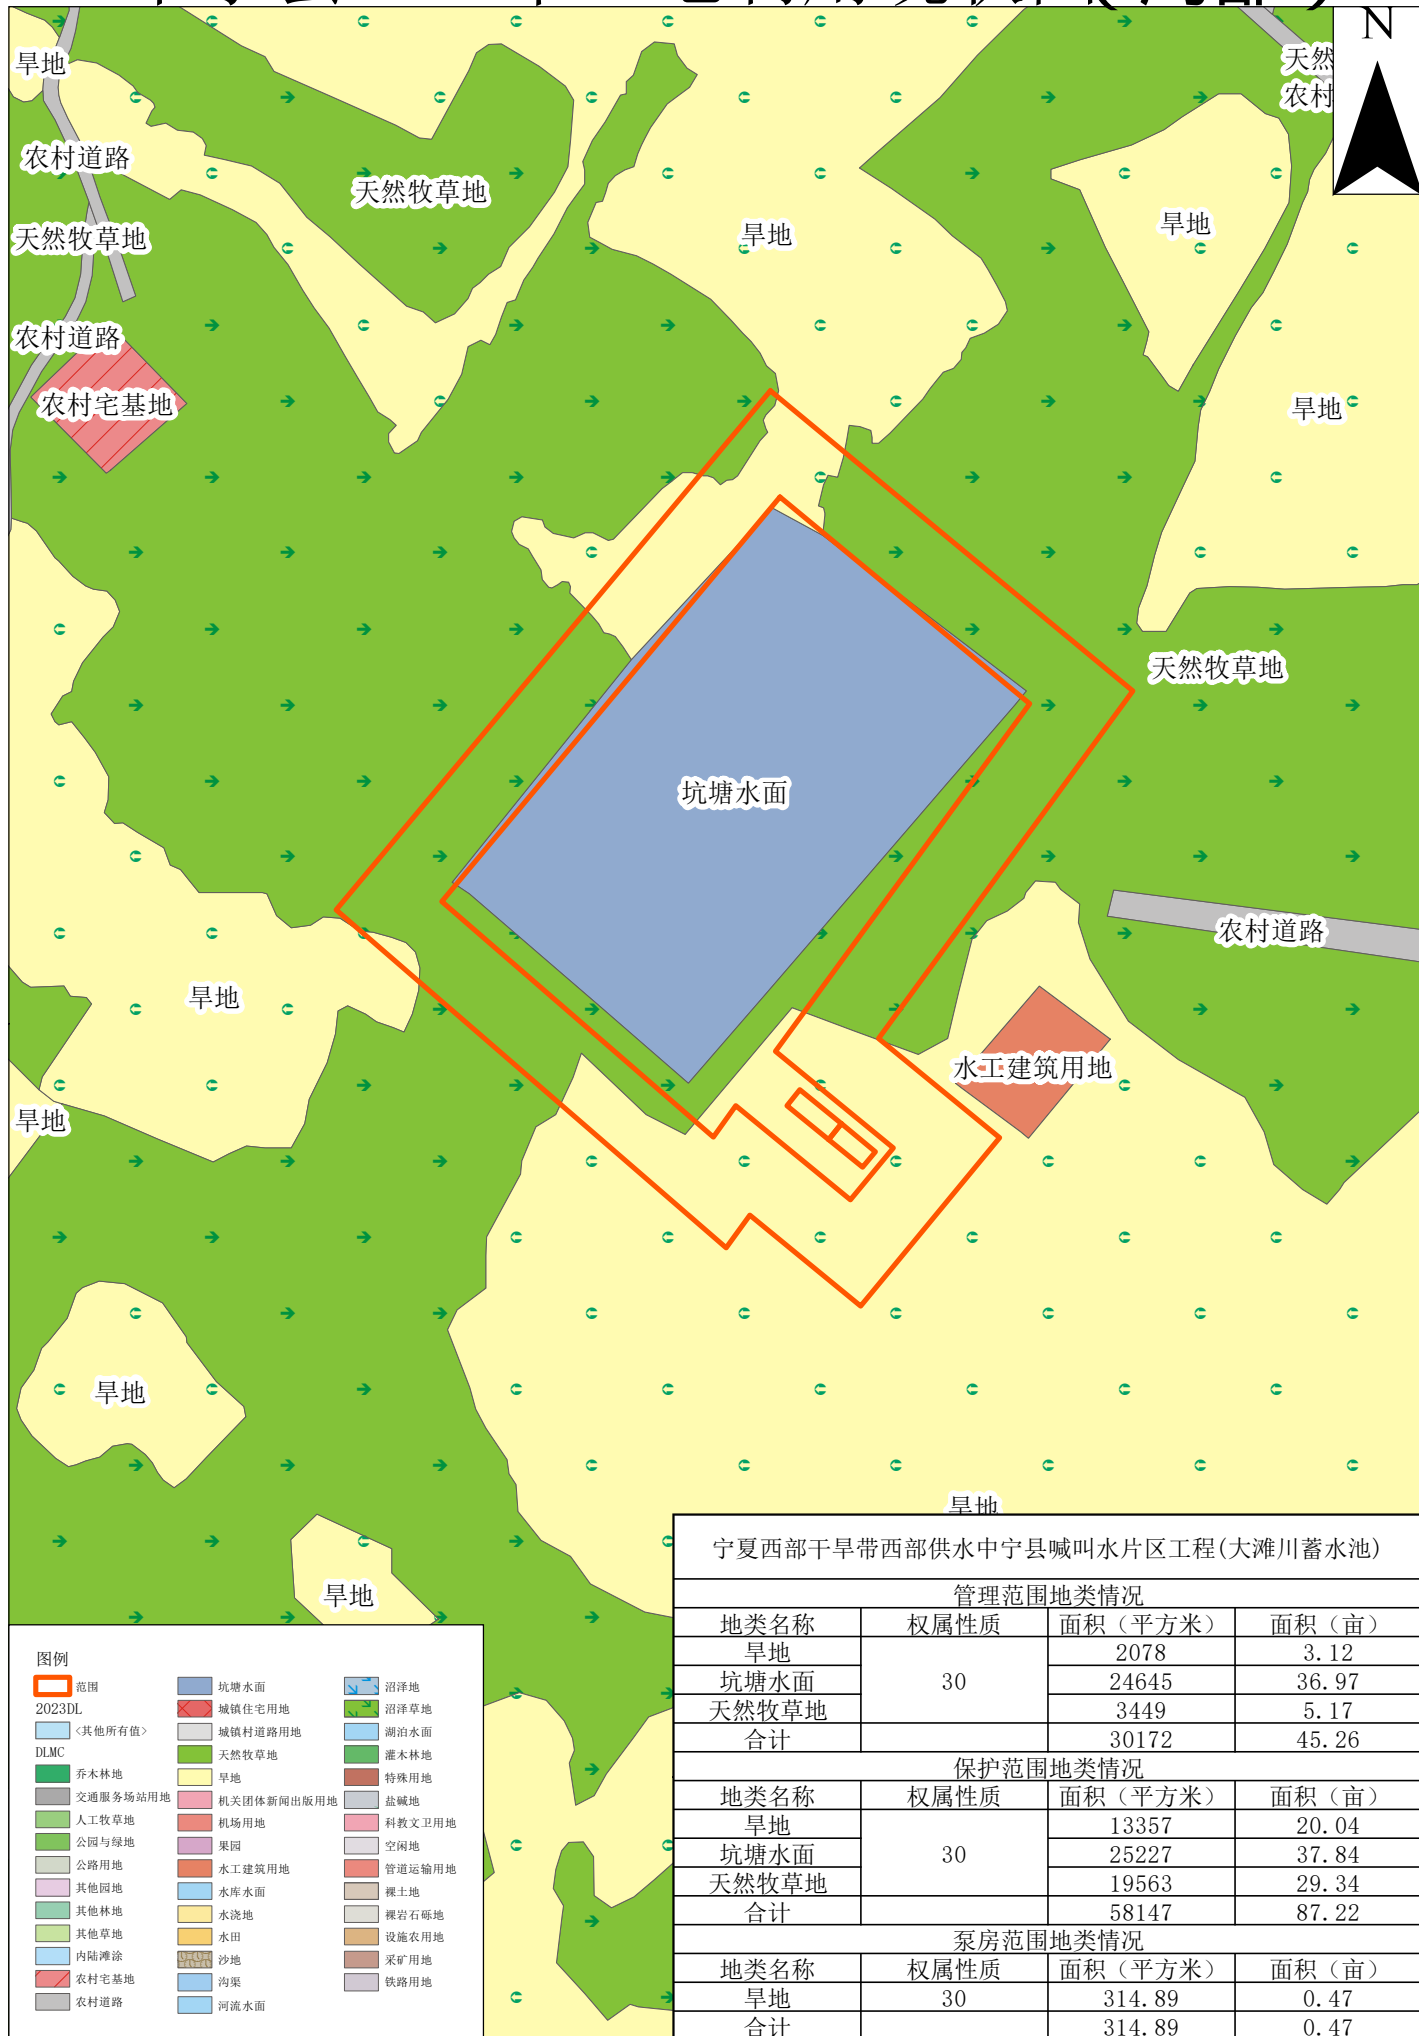 N
旱地
天然
农村
农村道路
天然牧草地
旱地
旱地
天然牧草地
农村道路
农村宅基地
旱地
天然牧草地
坑塘水面
农村道路
旱地
水工建筑用地
旱地
旱地
旱地
旱地
宁夏西部干旱带西部供水中宁县喊叫水片区工程(大滩川蓄水池)
管理范围地类情况
地类名称 权属性质 面积（平方米） 面积（亩）
旱地 30 2078 3.12
坑塘水面 24645 36.97
天然牧草地 3449 5.17
合计 30172 45.26
保护范围地类情况
地类名称 权属性质 面积（平方米） 面积（亩）
旱地 30 13357 20.04
坑塘水面 25227 37.84
天然牧草地 19563 29.34
合计 58147 87.22
泵房范围地类情况
地类名称 权属性质 面积（平方米） 面积（亩）
旱地 30 314.89 0.47
合计 314.89 0.47
图例
范围
2023DL
<其他所有值>
DLMC
乔木林地
交通服务场站用地
人工牧草地
公园与绿地
公路用地
其他园地
其他林地
其他草地
内陆滩涂
农村宅基地
农村道路
坑塘水面
城镇住宅用地
城镇村道路用地
天然牧草地
旱地
机关团体新闻出版用地
机场用地
果园
水工建筑用地
水库水面
水浇地
水田
沙地
沟渠
河流水面
沼泽地
沼泽草地
湖泊水面
灌木林地
特殊用地
盐碱地
科教文卫用地
空闲地
管道运输用地
裸土地
裸岩石砾地
设施农用地
采矿用地
铁路用地